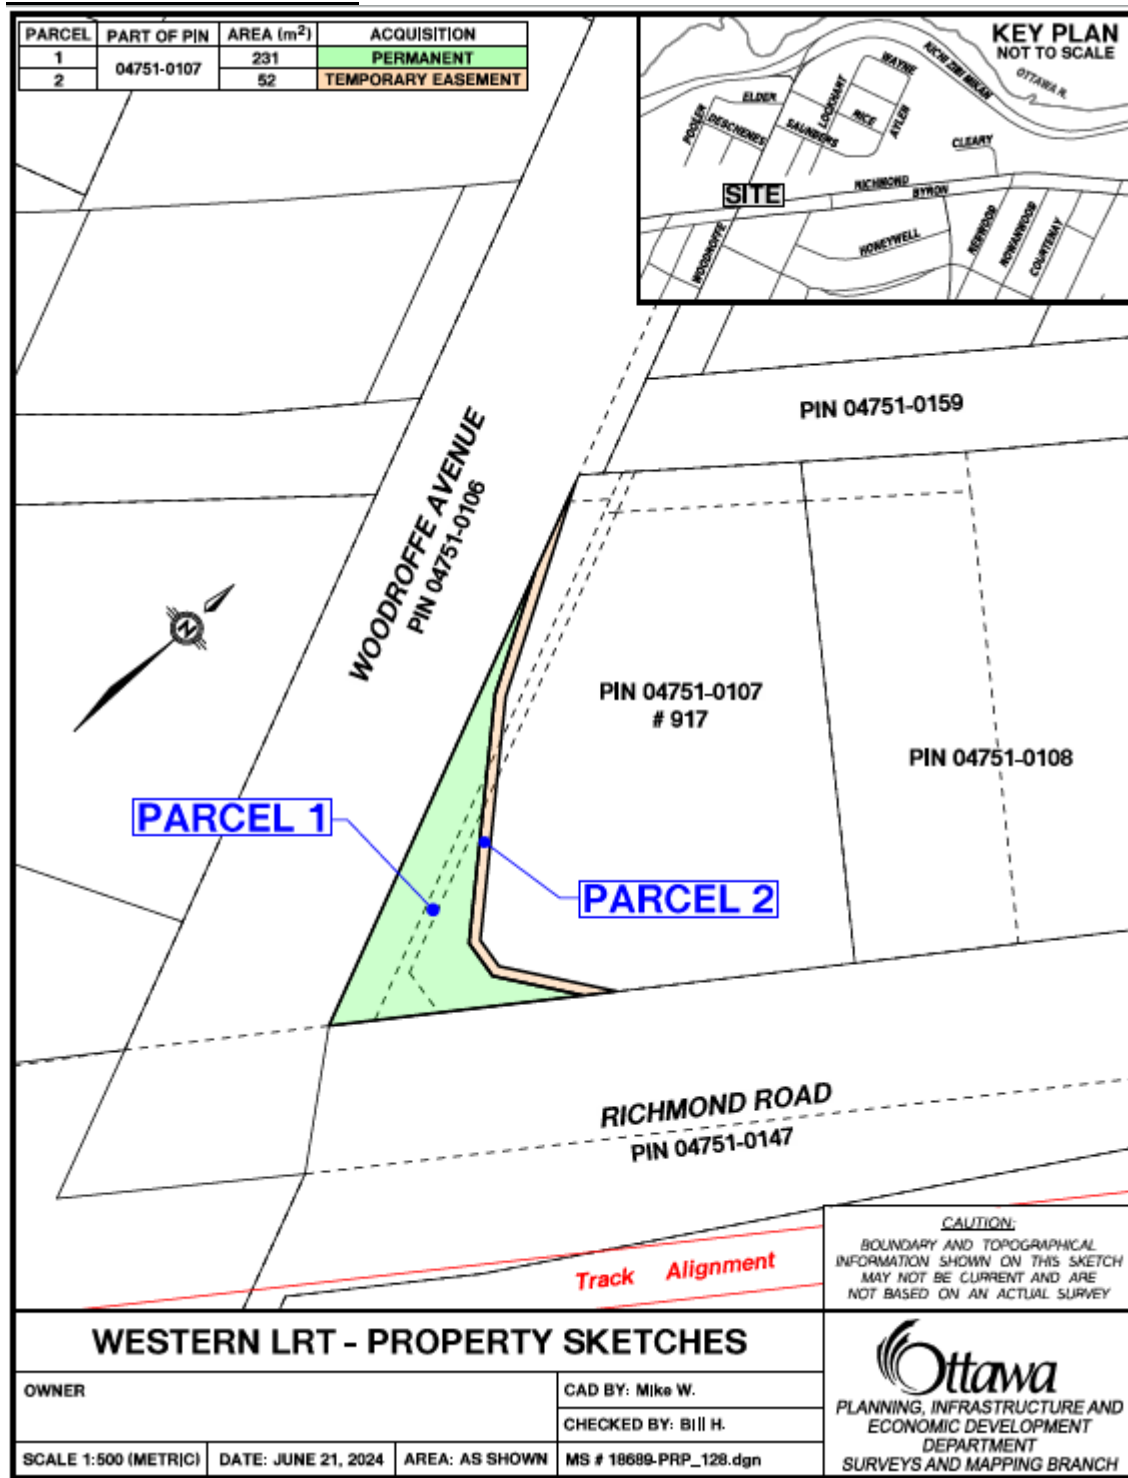 PARCEL PART OF PIN AREA (m²) ACQUISITION
1 04751-0107 231 PERMANENT
2 52 TEMPORARY EASEMENT
KEY PLAN
NOT TO SCALE
OTTAWA R.
KICHI ZIBI MIKAN
WAYNE
LOCKHART
RICE
AYLER
ELDER
POOLER
DESCHENES
SAUNDERS
CLEARY
SITE
RICHMOND
BYRON
WOODROFFE
HONEYWELL
KEYWOOD
COURTENAY
PIN 04751-0159
WOODROFFE AVENUE
PIN 04751-0106
N
PIN 04751-0107
# 917
PIN 04751-0108
PARCEL 1
PARCEL 2
RICHMOND ROAD
PIN 04751-0147
Track Alignment
CAUTION:
BOUNDARY AND TOPOGRAPHICAL
INFORMATION SHOWN ON THIS SKETCH
MAY NOT BE CURRENT AND ARE
NOT BASED ON AN ACTUAL SURVEY
WESTERN LRT - PROPERTY SKETCHES
OWNER
CAD BY: Mike W.
CHECKED BY: Bill H.
SCALE 1:500 (METRIC)
DATE: JUNE 21, 2024
AREA: AS SHOWN
MS # 18689-PRP_128.dgn
Ottawa
PLANNING, INFRASTRUCTURE AND
ECONOMIC DEVELOPMENT
DEPARTMENT
SURVEYS AND MAPPING BRANCH